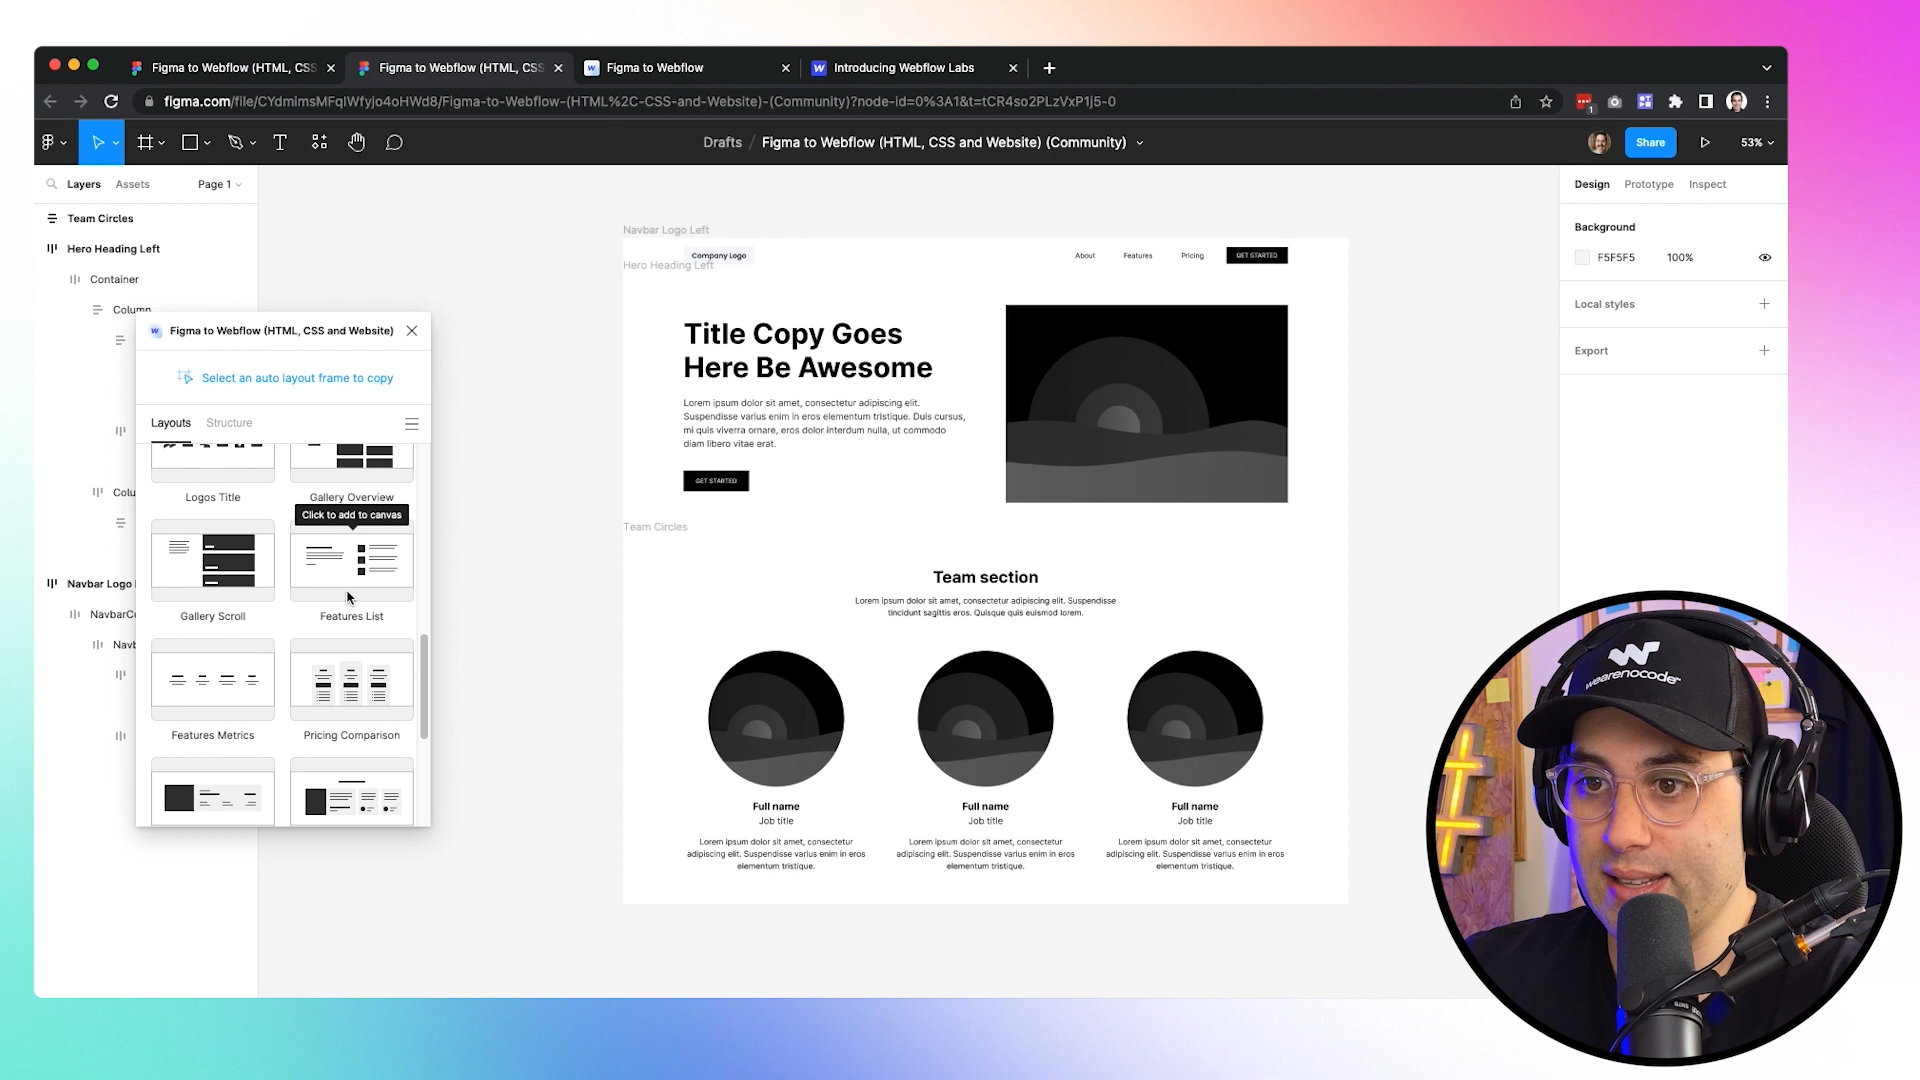 Figma to Webflow (HTML, CSS
Figma to Webflow (HTML, CSS
Figma to Webflow
Introducing Webflow Labs
figma.com/file/CYdmimsMFqlWfyjo4oHWd8/Figma-to-Webflow-(HTML%2C-CSS-and-Website)-(Community)?node-id=0%3A1&t=tCR4so2PLzVxP1j5-0
1
Drafts / Figma to Webflow (HTML, CSS and Website) (Community)
Share
53%
Layers
Assets
Page 1
Team Circles
Hero Heading Left
Container
Column
Colu
Navbar Logo
NavbarCo
Navb
Figma to Webflow (HTML, CSS and Website)
Select an auto layout frame to copy
Layouts
Structure
Logos Title
Gallery Overview
Click to add to canvas
Gallery Scroll
Features List
Features Metrics
Pricing Comparison
Navbar Logo Left
Company Logo
About
Features
Pricing
GET STARTED
Hero Heading Left
Title Copy Goes
Here Be Awesome
Lorem ipsum dolor sit amet, consectetur adipiscing elit.
Suspendisse varius enim in eros elementum tristique. Duis cursus,
mi quis viverra ornare, eros dolor interdum nulla, ut commodo
diam libero vitae erat.
GET STARTED
Team Circles
Team section
Lorem ipsum dolor sit amet, consectetur adipiscing elit. Suspendisse
tincidunt sagittis eros. Quisque quis euismod lorem.
Full name
Job title
Lorem ipsum dolor sit amet, consectetur
adipiscing elit. Suspendisse varius enim in eros
elementum tristique.
Full name
Job title
Lorem ipsum dolor sit amet, consectetur
adipiscing elit. Suspendisse varius enim in eros
elementum tristique.
Full name
Job title
Lorem ipsum dolor sit amet, consectetur
adipiscing elit. Suspendisse varius enim in eros
elementum tristique.
Design
Prototype
Inspect
Background
F5F5F5
100%
Local styles
Export
wearenocode